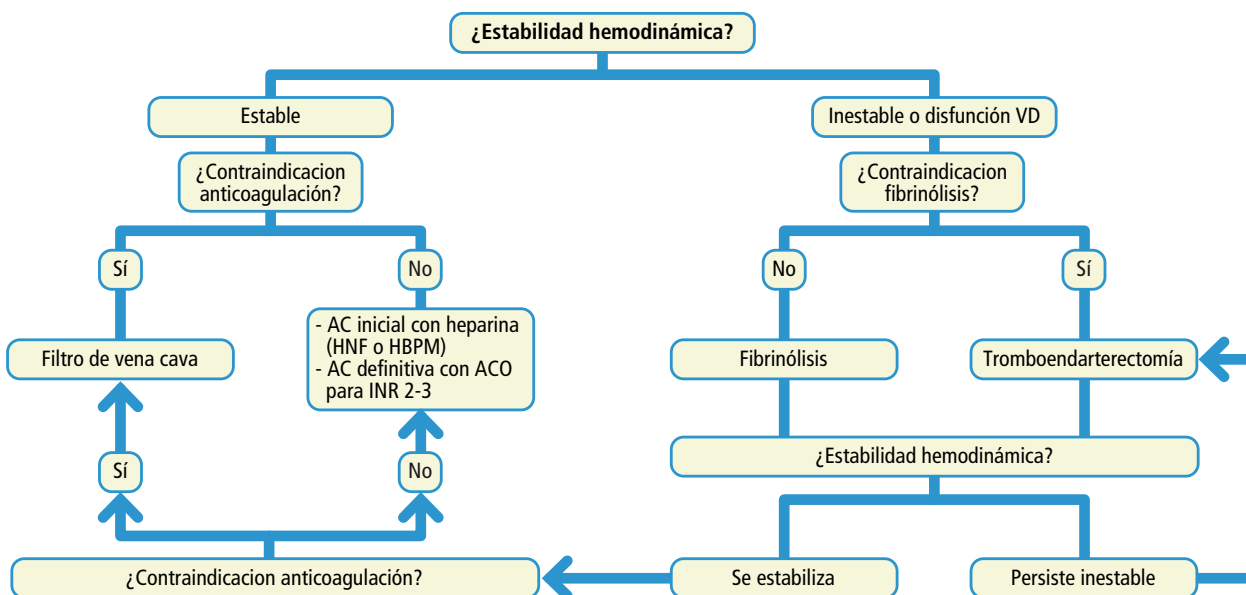 ¿Estabilidad hemodinámica?
Estable
Inestable o disfunción VD
¿Contraindicacion
anticoagulación?
¿Contraindicacion
fibrinólisis?
Sí
No
No
Sí
- AC inicial con heparina
(HNF o HBPM)
- AC definitiva con ACO
para INR 2-3
Filtro de vena cava
Fibrinólisis
Tromboendarterectomía
¿Estabilidad hemodinámica?
Sí
No
¿Contraindicacion anticoagulación?
Se estabiliza
Persiste inestable